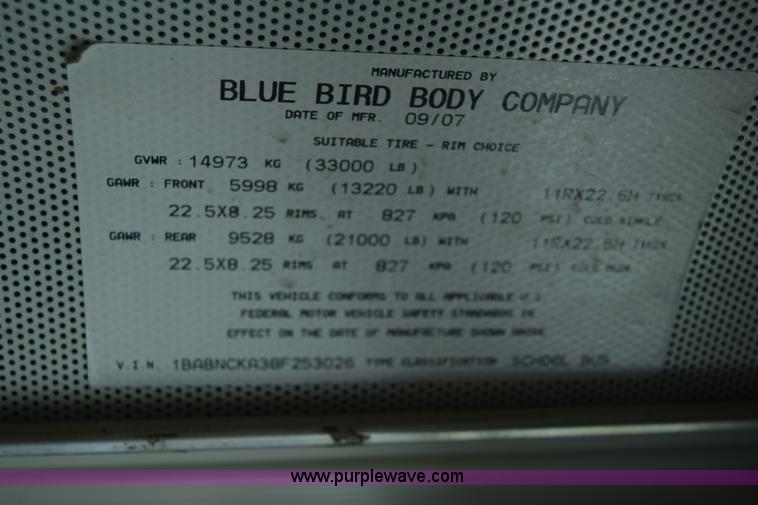 MANUFACTURED BY
BLUE BIRD BODY COMPANY
DATE OF MFR. 09/07
SUITABLE TIRE - RIM CHOICE
GVWR : 14973 KG (33000 LB)
GAWR : FRONT 5998 KG (13220 LB) WITH 11RX22.5H TIRES
22.5X8.25 RIMS. AT 827 KPA (120 PSI) COLD SINGLE
GAWR : REAR 9528 KG (21000 LB) WITH 11RX22.5H TIRES
22.5X8.25 RIMS. AT 827 KPA (120 PSI) COLD DUAL
THIS VEHICLE CONFORMS TO ALL APPLICABLE U.S.
FEDERAL MOTOR VEHICLE SAFETY STANDARDS IN
EFFECT ON THE DATE OF MANUFACTURE SHOWN ABOVE
V.I.N. 1BABNCKA38F253026 TYPE CLASSIFICATION SCHOOL BUS
www.purplewave.com